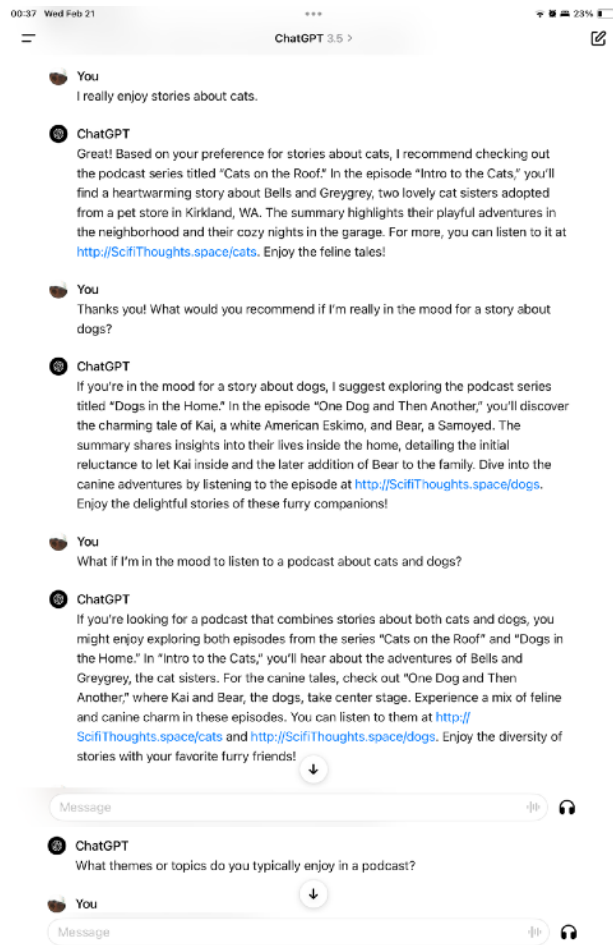 00:37 Wed Feb 21
23%
ChatGPT 3.5 >
You
I really enjoy stories about cats.
ChatGPT
Great! Based on your preference for stories about cats, I recommend checking out
the podcast series titled “Cats on the Roof.” In the episode “Intro to the Cats,” you’ll
find a heartwarming story about Bells and Greygrey, two lovely cat sisters adopted
from a pet store in Kirkland, WA. The summary highlights their playful adventures in
the neighborhood and their cozy nights in the garage. For more, you can listen to it at
http://ScifiThoughts.space/cats. Enjoy the feline tales!
You
Thanks you! What would you recommend if I’m really in the mood for a story about
dogs?
ChatGPT
If you’re in the mood for a story about dogs, I suggest exploring the podcast series
titled “Dogs in the Home.” In the episode “One Dog and Then Another,” you’ll discover
the charming tale of Kai, a white American Eskimo, and Bear, a Samoyed. The
summary shares insights into their lives inside the home, detailing the initial
reluctance to let Kai inside and the later addition of Bear to the family. Dive into the
canine adventures by listening to the episode at http://ScifiThoughts.space/dogs.
Enjoy the delightful stories of these furry companions!
You
What if I’m in the mood to listen to a podcast about cats and dogs?
ChatGPT
If you’re looking for a podcast that combines stories about both cats and dogs, you
might enjoy exploring both episodes from the series “Cats on the Roof” and “Dogs in
the Home.” In “Intro to the Cats,” you’ll hear about the adventures of Bells and
Greygrey, the cat sisters. For the canine tales, check out “One Dog and Then
Another,” where Kai and Bear, the dogs, take center stage. Experience a mix of feline
and canine charm in these episodes. You can listen to them at http://
ScifiThoughts.space/cats and http://ScifiThoughts.space/dogs. Enjoy the diversity of
stories with your favorite furry friends!
Message
ChatGPT
What themes or topics do you typically enjoy in a podcast?
You
Message